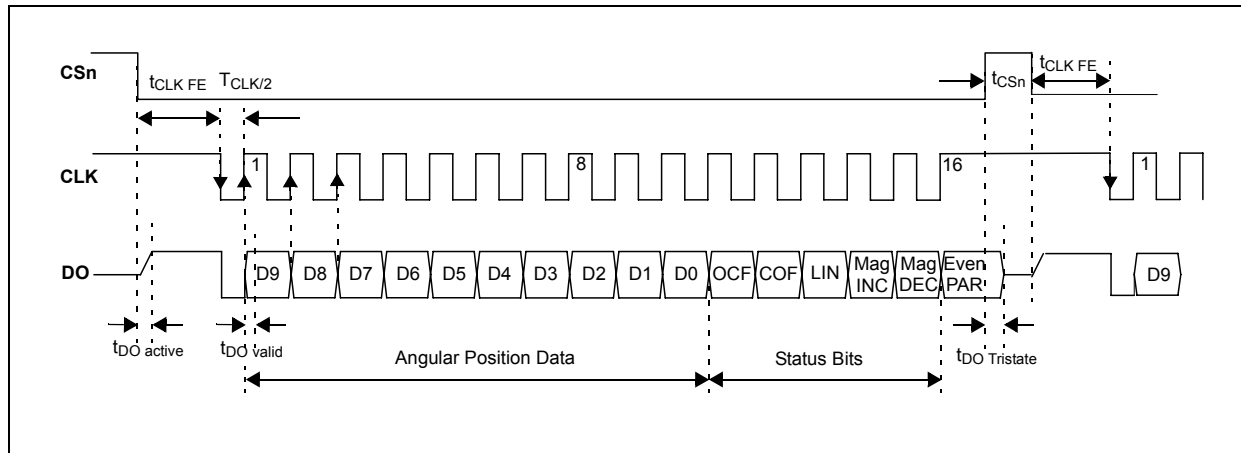 CSn
tCLK FE
TCLK/2
tCSn
tCLK FE
CLK
1
8
16
1
DO
D9
D8
D7
D6
D5
D4
D3
D2
D1
D0
OCF
COF
LIN
Mag
INC
Mag
DEC
Even
PAR
D9
tDO active
tDO valid
Angular Position Data
Status Bits
tDO Tristate